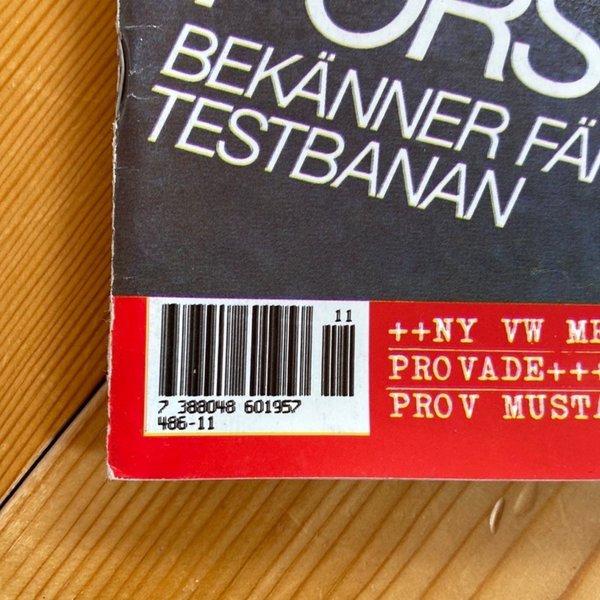 BEKÄNNER
TESTBANAN
11
7 388048 601957
486-11
++NY VW
PROVADE+++
PROV